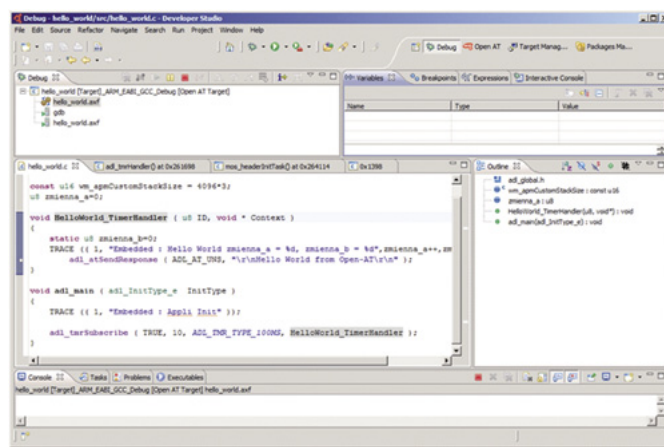 Debug - hello_world/src/hello_world.c - Developer Studio
File Edit Source Refactor Navigate Search Run Project Window Help
Debug Open AT Target Manag... Packages Ma...
Debug
hello_world [Target]_ARM_EABI_GCC_Debug [Open AT Target]
hello_world.axf
gdb
hello_world.axf
Variables Breakpoints Expressions Interactive Console
Name Type Value
hello_world.c adl_tmrHandler() at 0x261698 mos_headerInitTask() at 0x264114 0x1398
const u16 wm_apmCustomStackSize = 4096*3;
u8 zmienna_a=0;
void HelloWorld_TimerHandler ( u8 ID, void * Context )
{
static u8 zmienna_b=0;
TRACE (( 1, "Embedded : Hello World zmienna_a = %d, zmienna_b = %d",zmienna_a++,zm
adl_atSendResponse ( ADL_AT_UNS, "\r\nHello World from Open-AT\r\n" );
}
void adl_main ( adl_InitType_e InitType )
{
TRACE (( 1, "Embedded : Appli Init" ));
adl_tmrSubscribe ( TRUE, 10, ADL_TMR_TYPE_100MS, HelloWorld_TimerHandler );
}
Outline
adl_global.h
wm_apmCustomStackSize : const u16
zmienna_a : u8
HelloWorld_TimerHandler(u8, void*) : void
adl_main(adl_InitType_e) : void
Console Tasks Problems Executables
hello_world [Target]_ARM_EABI_GCC_Debug [Open AT Target] hello_world.axf